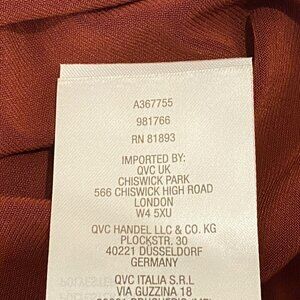 A367755
981766
RN 81893
IMPORTED BY:
QVC UK
CHISWICK PARK
566 CHISWICK HIGH ROAD
LONDON
W4 5XU
QVC HANDEL LLC & CO. KG
PLOCKSTR. 30
40221 DÜSSELDORF
GERMANY
QVC ITALIA S.R.L
VIA GUZZINA 18